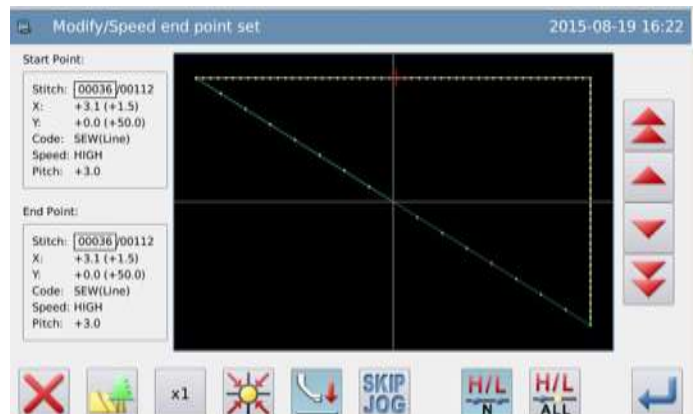 Modify/Speed end point set 2015-08-19 16:22
Start Point:
Stitch: 00036/00112
X: +3.1 (+1.5)
Y: +0.0 (+50.0)
Code: SEW(Line)
Speed: HIGH
Pitch: +3.0
End Point:
Stitch: 00036/00112
X: +3.1 (+1.5)
Y: +0.0 (+50.0)
Code: SEW(Line)
Speed: HIGH
Pitch: +3.0
x1
SKIP
JOG
H/L
N
H/L
ALL